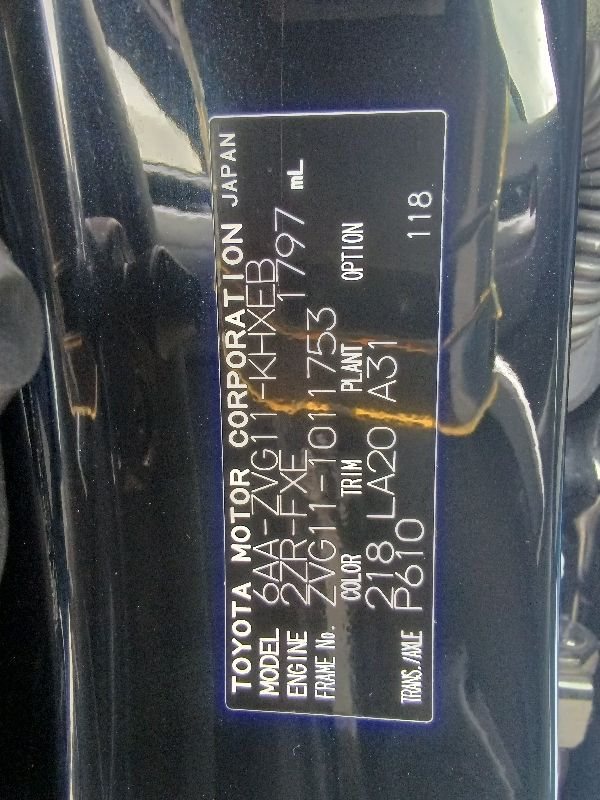 TOYOTA MOTOR CORPORATION JAPAN
MODEL 6AA-ZVG11-KHXEB
ENGINE 2ZR-FXE 1797 mL
FRAME No. ZVG11-1011753
COLOR TRIM PLANT OPTION
218 LA20 A31
TRANS./AXLE P610 118